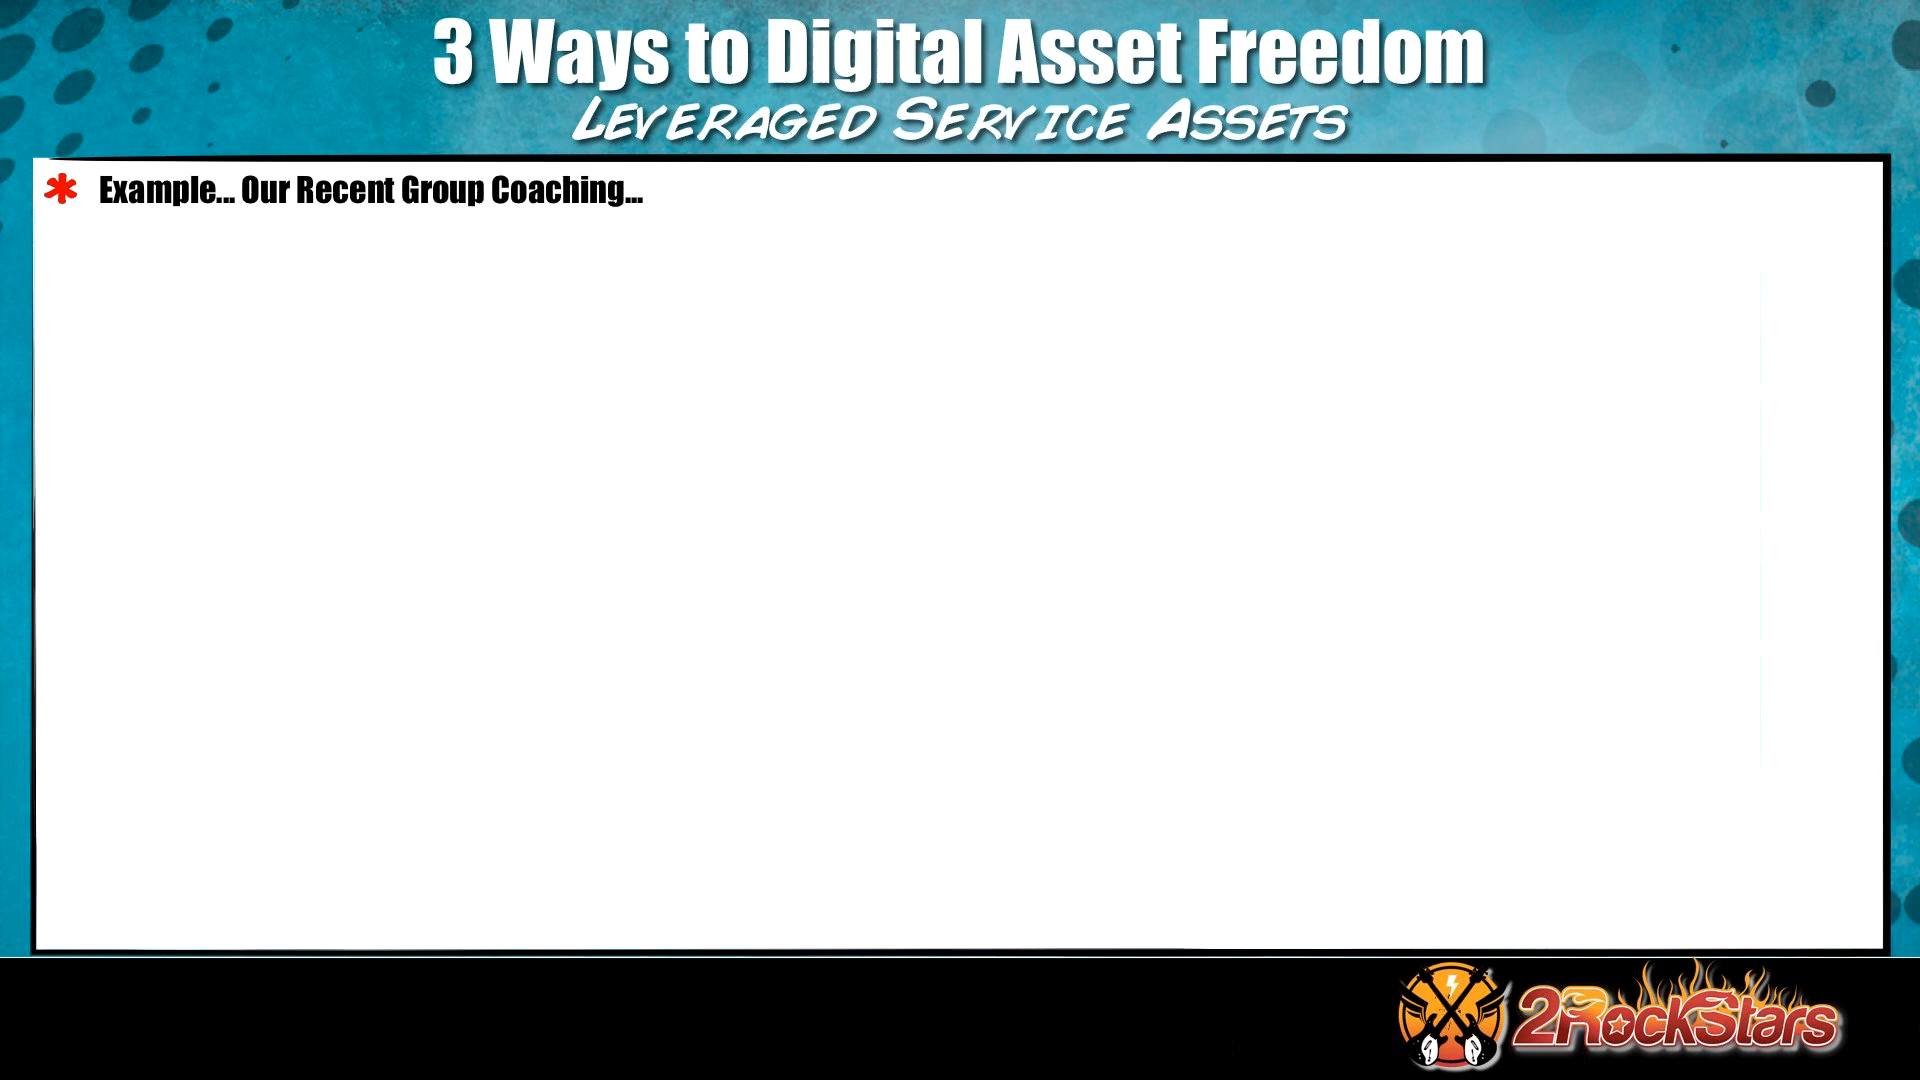 3 Ways to Digital Asset Freedom
Leveraged Service Assets
* Example... Our Recent Group Coaching...
2RockStars